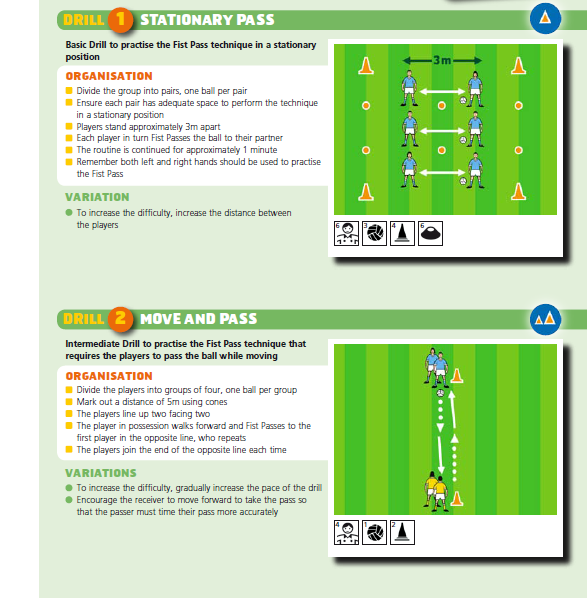 DRILL 1 STATIONARY PASS
Basic Drill to practise the Fist Pass technique in a stationary
position
ORGANISATION
Divide the group into pairs, one ball per pair
Ensure each pair has adequate space to perform the technique
in a stationary position
Players stand approximately 3m apart
Each player in turn Fist Passes the ball to their partner
The routine is continued for approximately 1 minute
Remember both left and right hands should be used to practise
the Fist Pass
VARIATION
To increase the difficulty, increase the distance between
the players
3m
6 3 4 6
DRILL 2 MOVE AND PASS
Intermediate Drill to practise the Fist Pass technique that
requires the players to pass the ball while moving
ORGANISATION
Divide the players into groups of four, one ball per group
Mark out a distance of 5m using cones
The players line up two facing two
The player in possession walks forward and Fist Passes to the
first player in the opposite line, who repeats
The players join the end of the opposite line each time
VARIATIONS
To increase the difficulty, gradually increase the pace of the drill
Encourage the receiver to move forward to take the pass so
that the passer must time their pass more accurately
4 1 2